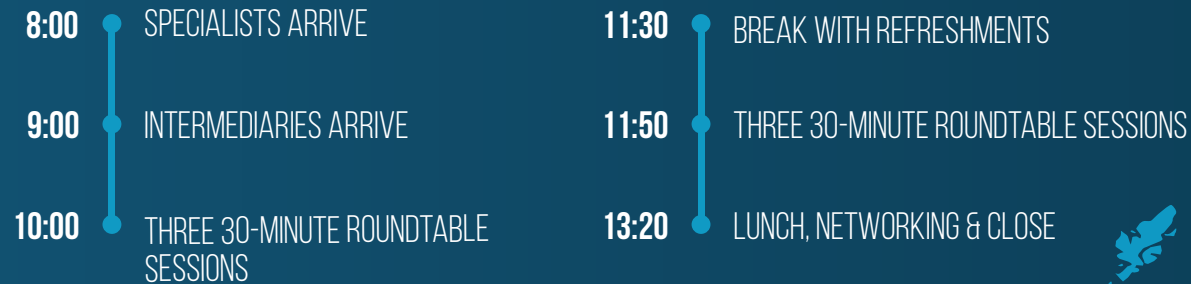 8:00 SPECIALISTS ARRIVE
9:00 INTERMEDIARIES ARRIVE
10:00 THREE 30-MINUTE ROUNDTABLE
SESSIONS
11:30 BREAK WITH REFRESHMENTS
11:50 THREE 30-MINUTE ROUNDTABLE SESSIONS
13:20 LUNCH, NETWORKING & CLOSE